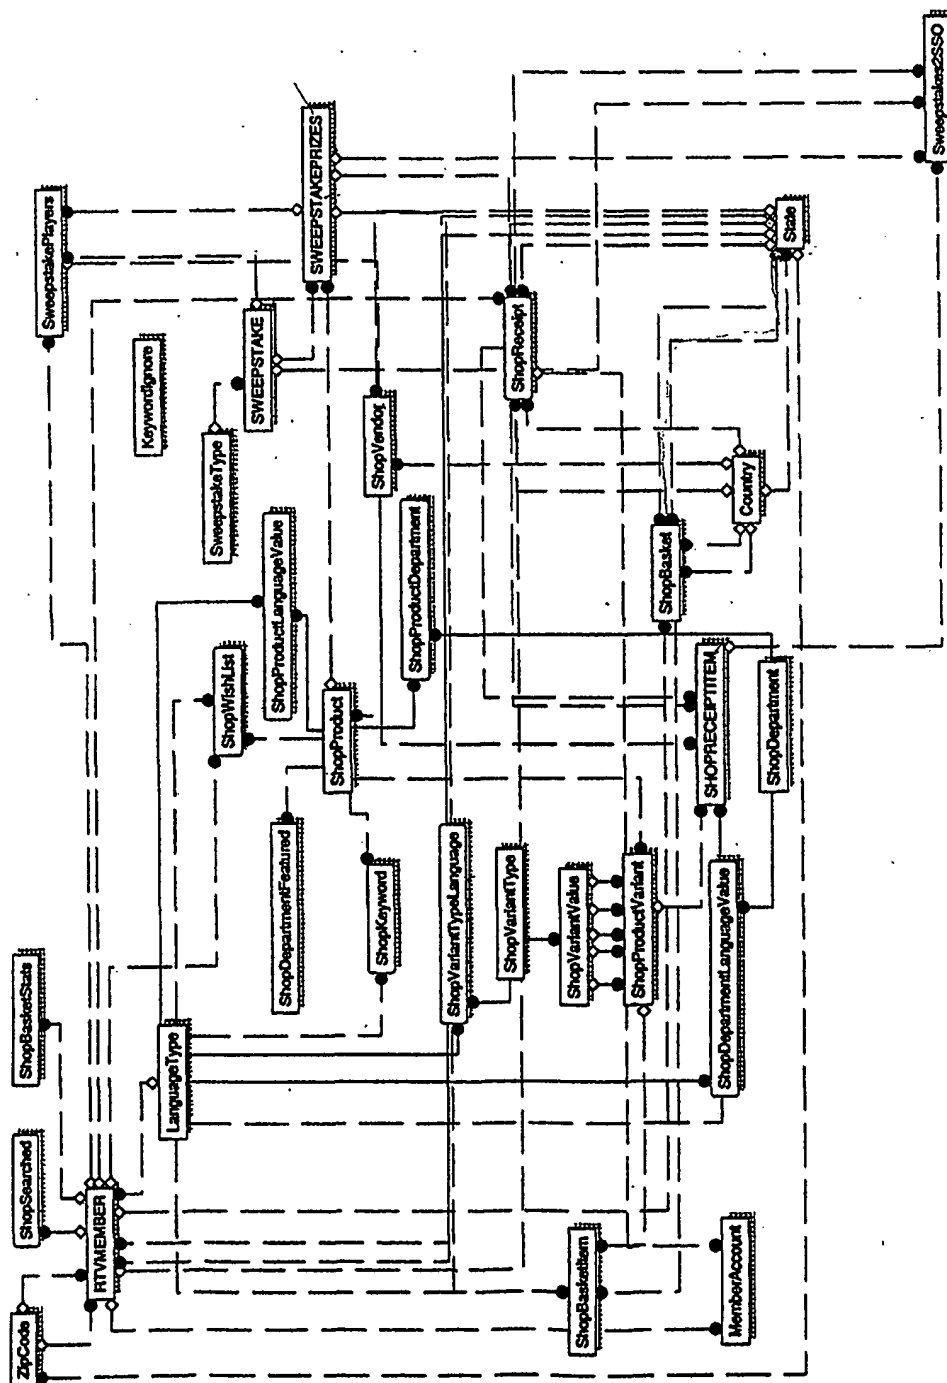 ZipCode
ShopSearched
ShopBasketStats
SweepstakePlayers
RTVMEMBER
LanguageType
KeywordIgnore
SweepstakeType
SWEEPSTAKE
SWEEPSTAKEPRIZES
ShopWishList
ShopProductLanguageValue
ShopDepartmentFeatured
ShopProduct
ShopVendor
ShopKeyword
ShopProductDepartment
ShopVariantTypeLanguage
ShopVariantType
ShopReceipt
ShopVariantValue
ShopBasketItem
ShopProductVariant
ShopBasket
SHOPRECEIPTITEM
Country
State
MemberAccount
ShopDepartmentLanguageValue
ShopDepartment
Sweepstakes2SSO